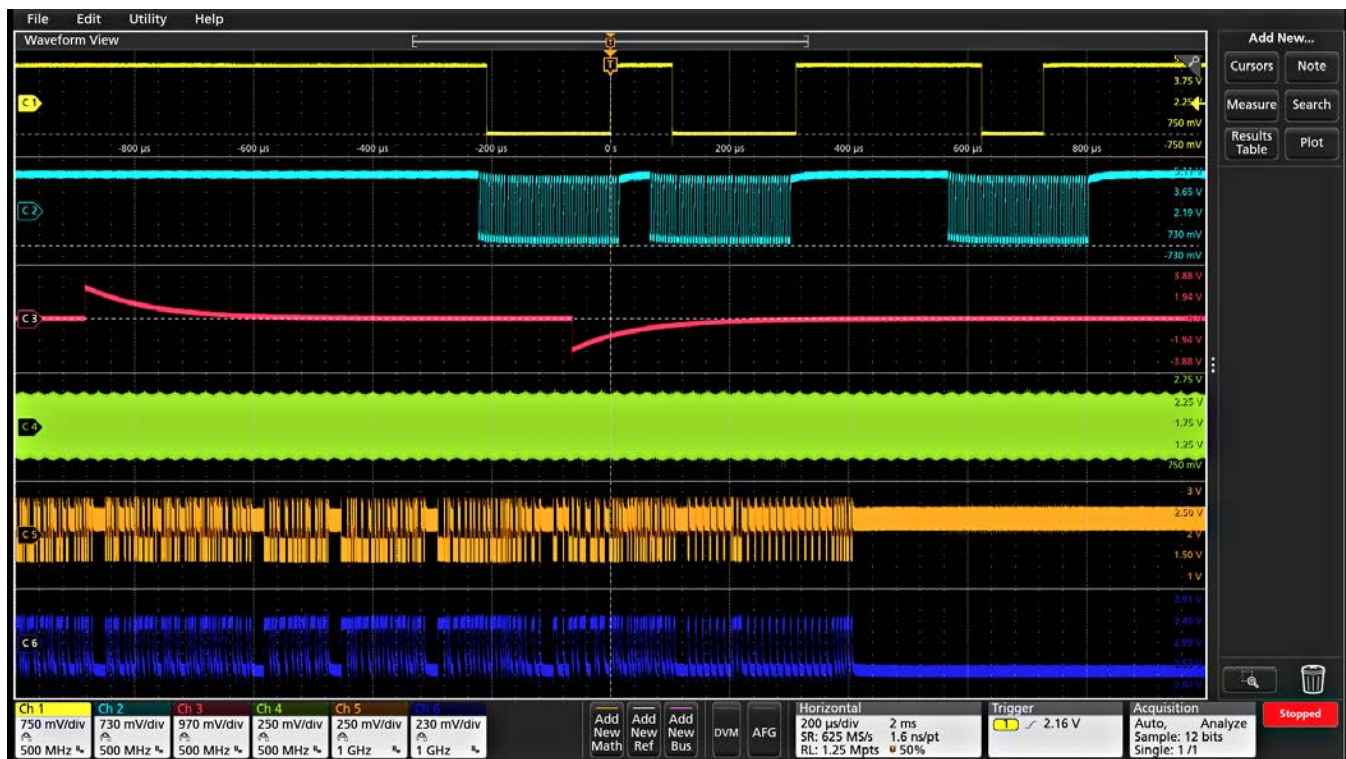 File Edit Utility Help
Waveform View
Add New...
Cursors Note
Measure Search
Results Table Plot
T
T
C 1
3.75 V
2.25
750 mV
-750 mV
-800 µs -600 µs -400 µs -200 µs 0 s 200 µs 400 µs 600 µs 800 µs
C 2
3.65 V
2.19 V
730 mV
-730 mV
C 3
3.88 V
1.94 V
-1.94 V
-3.88 V
C 4
2.75 V
2.25 V
1.75 V
1.25 V
750 mV
C 5
3 V
2.50 V
2 V
1.50 V
1 V
C 6
3.91 V
3.45 V
2.99 V
Ch 1 Ch 2 Ch 3 Ch 4 Ch 5 Ch 6
750 mV/div 730 mV/div 970 mV/div 250 mV/div 250 mV/div 230 mV/div
500 MHz 500 MHz 500 MHz 500 MHz 1 GHz 1 GHz
Add New Math
Add New Ref
Add New Bus
DVM AFG
Horizontal
200 µs/div 2 ms
SR: 625 MS/s 1.6 ns/pt
RL: 1.25 Mpts 50%
Trigger
1 2.16 V
Acquisition
Auto, Analyze
Sample: 12 bits
Single: 1 /1
Stopped